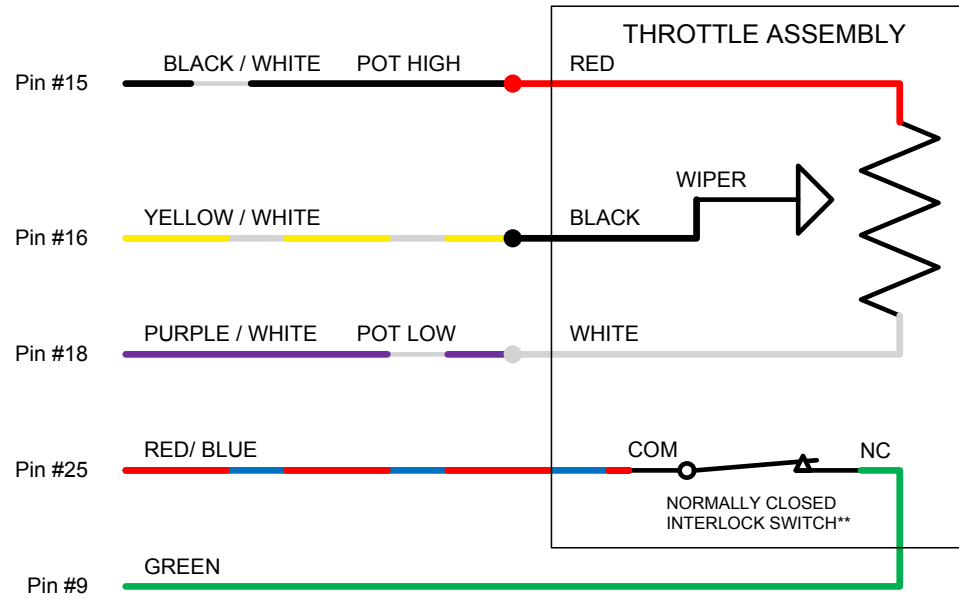 THROTTLE ASSEMBLY
Pin #15 BLACK / WHITE POT HIGH RED
WIPER
Pin #16 YELLOW / WHITE BLACK
Pin #18 PURPLE / WHITE POT LOW WHITE
Pin #25 RED/ BLUE COM NC
NORMALLY CLOSED
INTERLOCK SWITCH**
Pin #9 GREEN